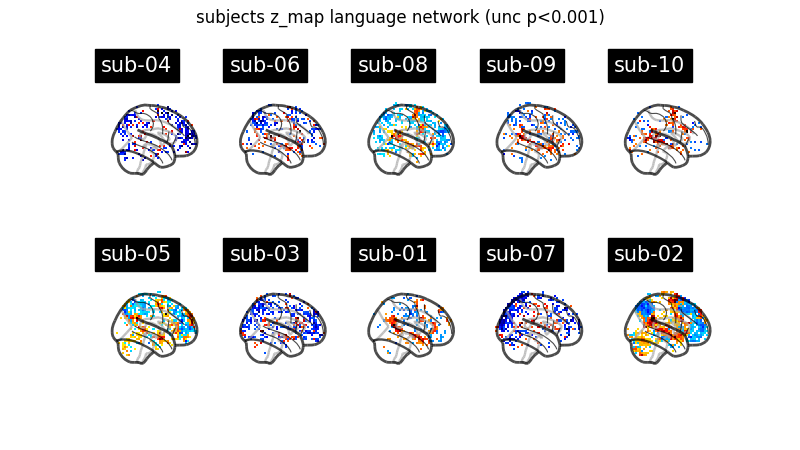 subjects z_map language network (unc p<0.001)
sub-04
sub-06
sub-08
sub-09
sub-10
sub-05
sub-03
sub-01
sub-07
sub-02